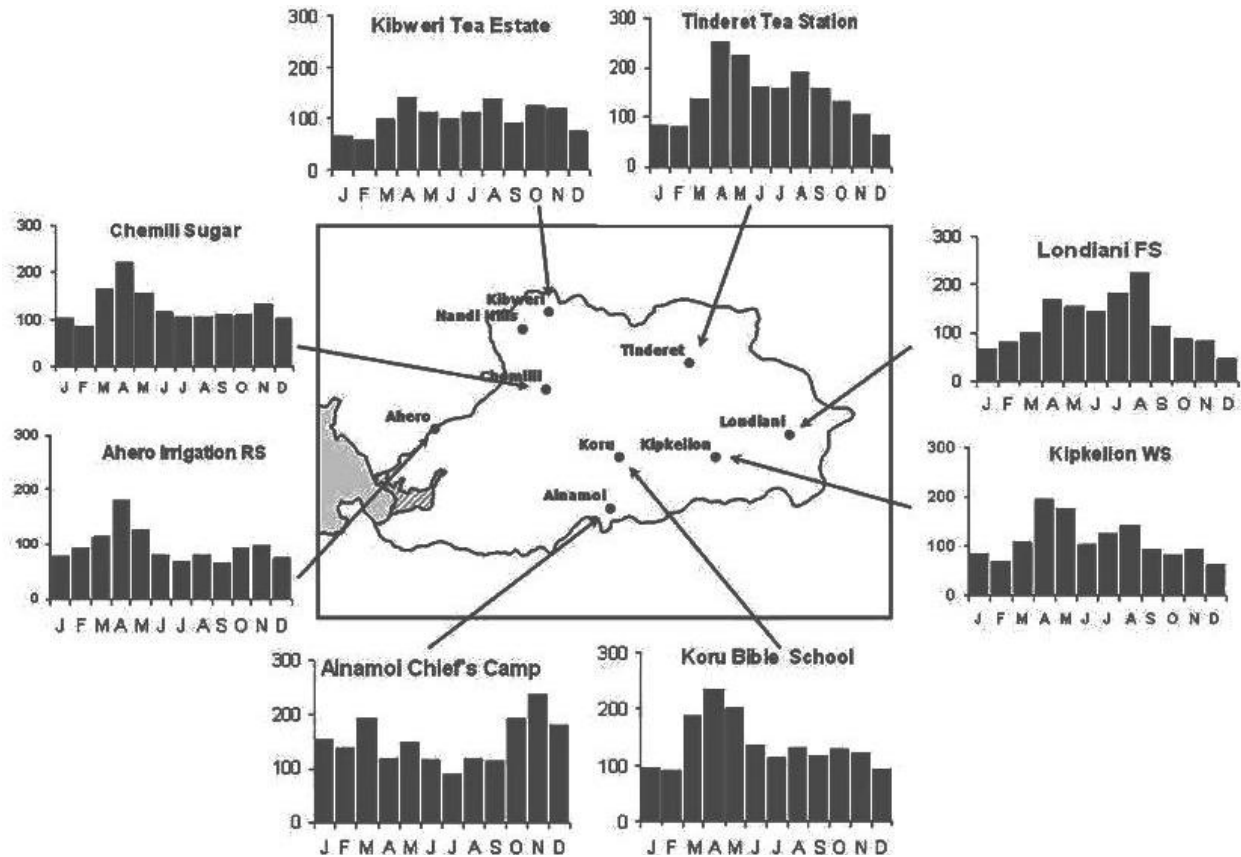 Kibweri Tea Estate
300
200
100
0
J F M A M J J A S O N D
Tinderet Tea Station
300
200
100
0
J F M A M J J A S O N D
Chemili Sugar
300
200
100
0
J F M A M J J A S O N D
Londiani FS
300
200
100
0
J F M A M J J A S O N D
Kibweri
Nandi Hills
Tinderet
Chemilli
Ahero
Londiani
Koru
Kipkelion
Ainamoi
Ahero Irrigation RS
300
200
100
0
J F M A M J J A S O N D
Kipkelion WS
300
200
100
0
J F M A M J J A S O N D
Ainamoi Chief's Camp
300
200
100
0
J F M A M J J A S O N D
Koru Bible School
300
200
100
0
J F M A M J J A S O N D